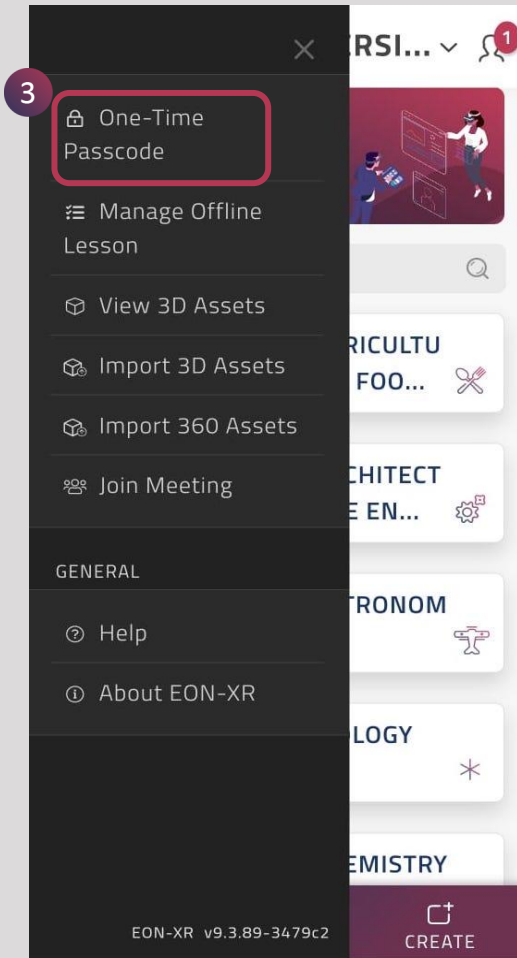 RSI...
1
3
One-Time
Passcode
Manage Offline
Lesson
View 3D Assets
Import 3D Assets
Import 360 Assets
Join Meeting
GENERAL
Help
About EON-XR
EON-XR v9.3.89-3479c2
RICULTU
FOO...
CHITECT
E EN...
TRONOM
LOGY
EMISTRY
CREATE